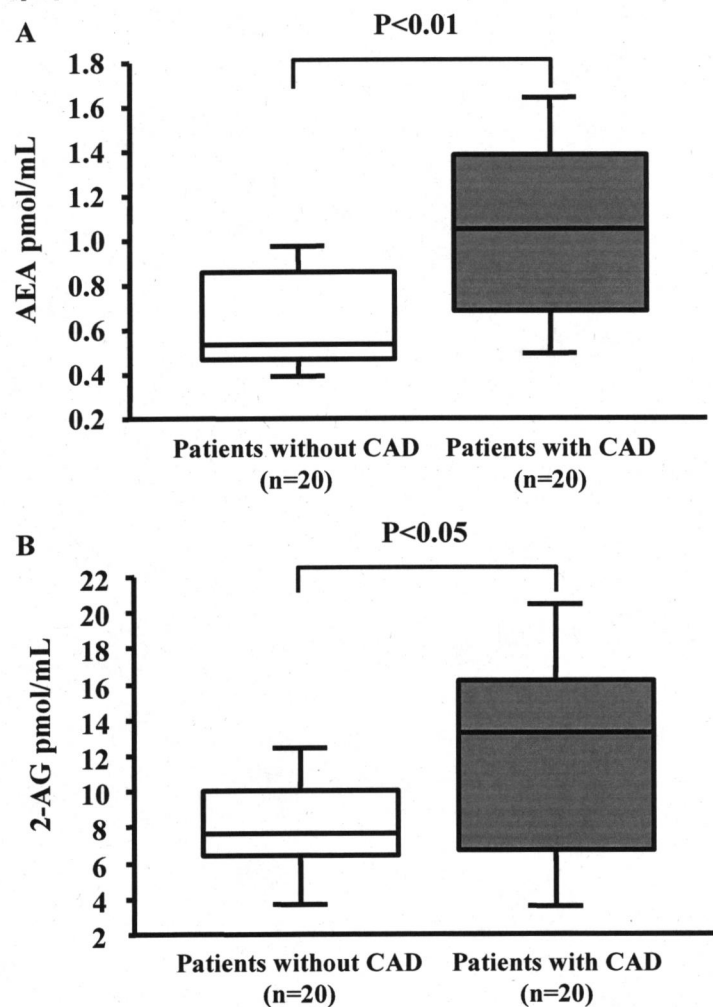 A
P<0.01
1.8
1.6
1.4
1.2
1.0
0.8
0.6
0.4
0.2
AEA pmol/mL
Patients without CAD Patients with CAD
(n=20) (n=20)
B
P<0.05
22
20
18
16
14
12
10
8
6
4
2
2-AG pmol/mL
Patients without CAD Patients with CAD
(n=20) (n=20)